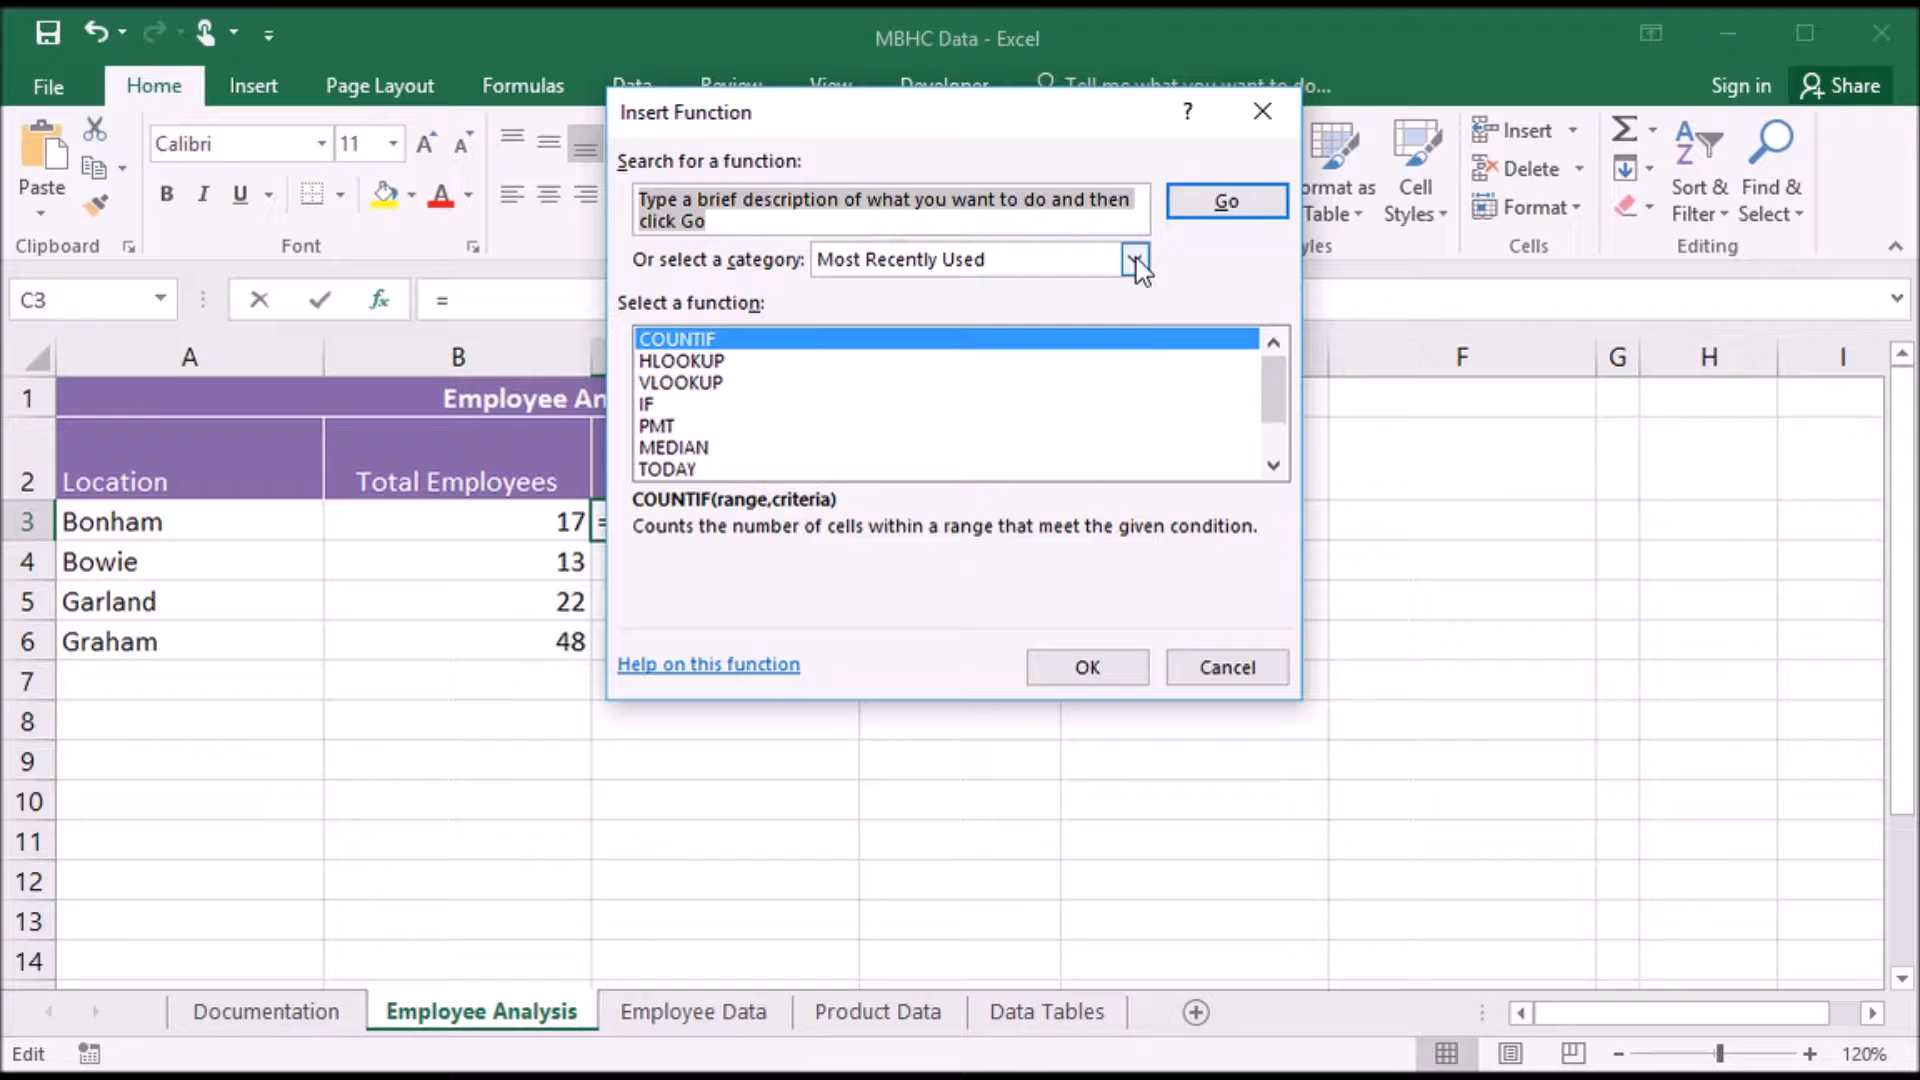 MBHC Data - Excel
File Home Insert Page Layout Formulas Data Review View Developer Tell me what you want to do... Sign in Share
Paste
Clipboard
Calibri 11
B I U A
Font
Insert Function ?
Search for a function:
Type a brief description of what you want to do and then
click Go
Go
Or select a category: Most Recently Used
Select a function:
COUNTIF
HLOOKUP
VLOOKUP
IF
PMT
MEDIAN
TODAY
COUNTIF(range,criteria)
Counts the number of cells within a range that meet the given condition.
Help on this function OK Cancel
ormat as
Table
Cell
Styles
yles
Insert
Delete
Format
Cells
Sort &
Filter
Find &
Select
Editing
C3 fx =
A B F G H I
1 Employee An
2 Location Total Employees
3 Bonham 17 =
4 Bowie 13
5 Garland 22
6 Graham 48
7
8
9
10
11
12
13
14
Documentation Employee Analysis Employee Data Product Data Data Tables
Edit 120%